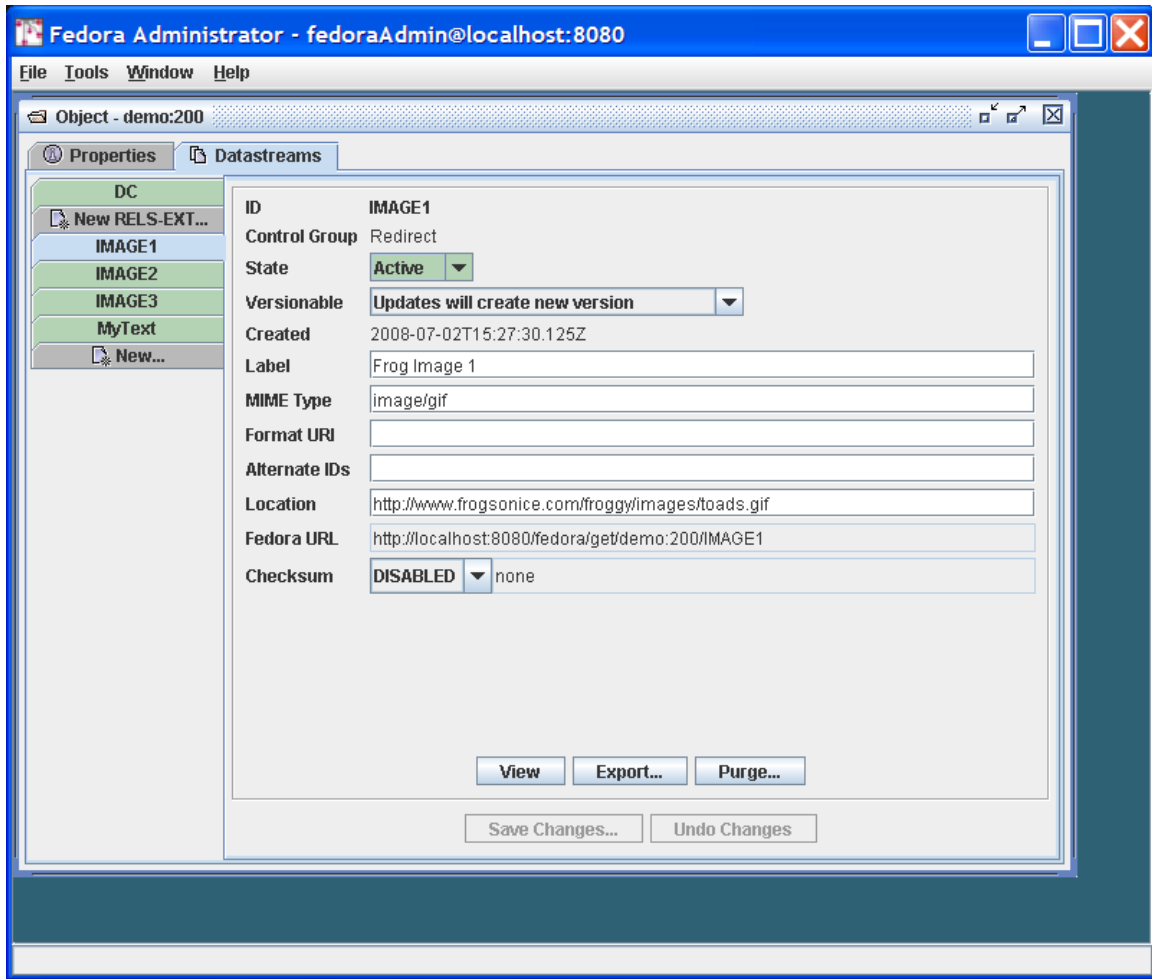 Fedora Administrator - fedoraAdmin@localhost:8080
File Tools Window Help
Object - demo:200
Properties Datastreams
DC
New RELS-EXT...
IMAGE1
IMAGE2
IMAGE3
MyText
New...
ID IMAGE1
Control Group Redirect
State Active
Versionable Updates will create new version
Created 2008-07-02T15:27:30.125Z
Label Frog Image 1
MIME Type image/gif
Format URI
Alternate IDs
Location http://www.frogsonice.com/froggy/images/toads.gif
Fedora URL http://localhost:8080/fedora/get/demo:200/IMAGE1
Checksum DISABLED none
View Export... Purge...
Save Changes... Undo Changes